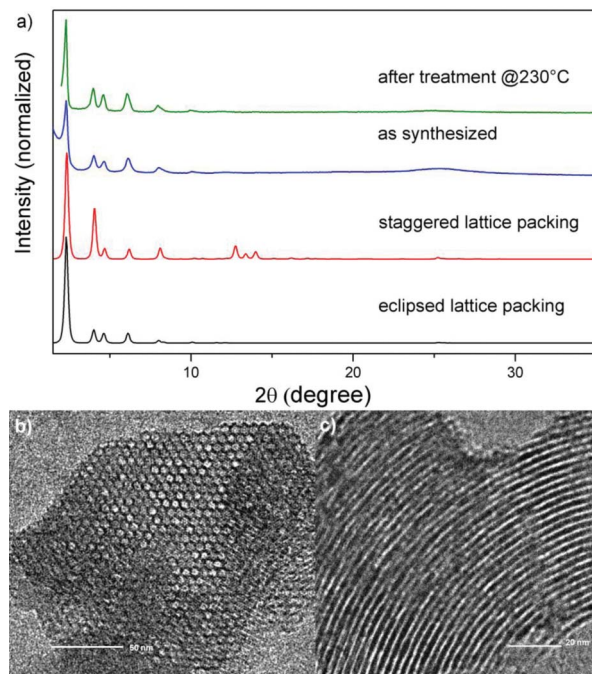 a)
Intensity (normalized)
after treatment @230°C
as synthesized
staggered lattice packing
eclipsed lattice packing
10
20
30
2θ (degree)
b)
c)
50 nm
20 nm